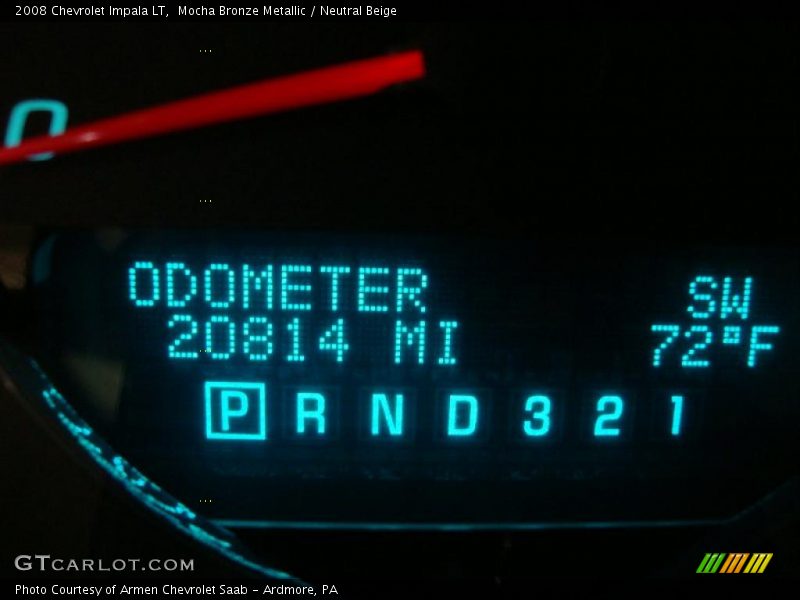 2008 Chevrolet Impala LT,  Mocha Bronze Metallic / Neutral Beige
0
ODOMETER SW
20814 MI 72°F
P R N D 3 2 1
GTCARLOT.COM
Photo Courtesy of Armen Chevrolet Saab - Ardmore, PA